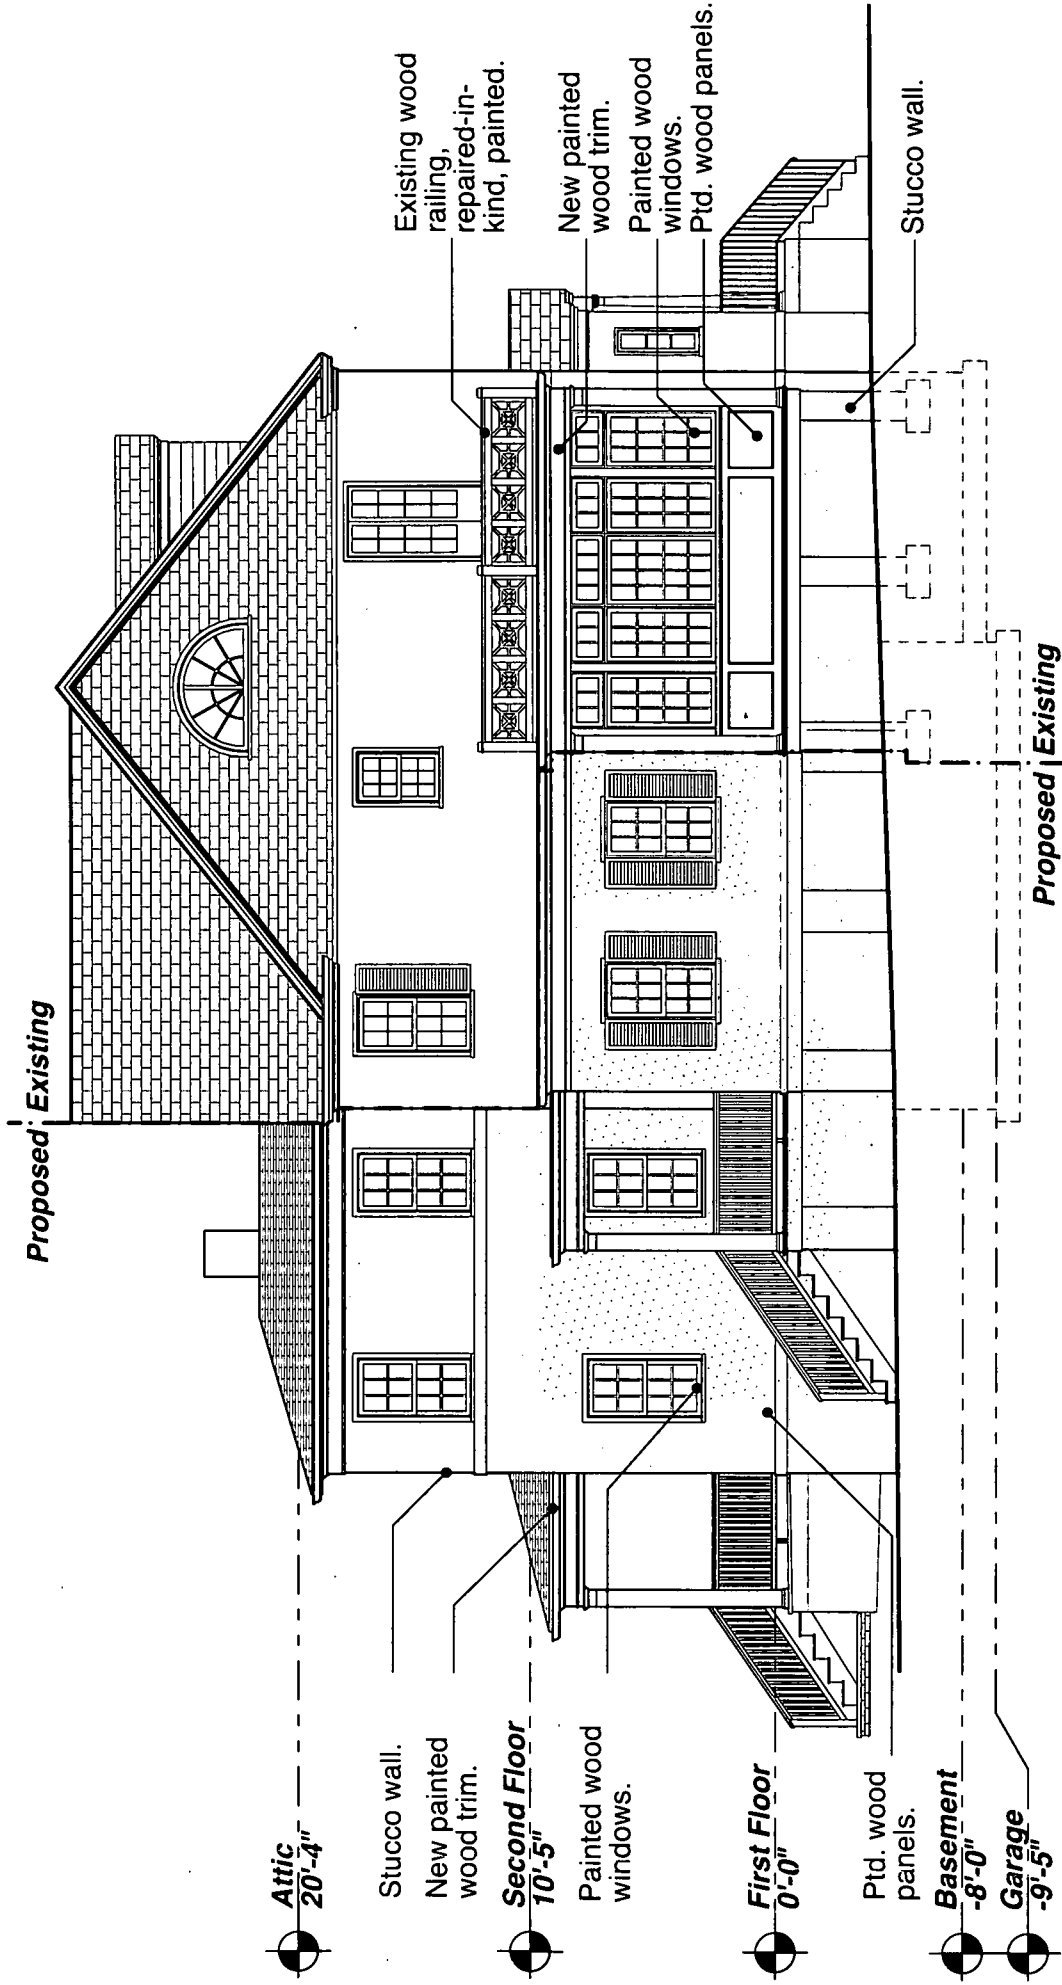 Proposed Existing
Attic
20'-4"
Stucco wall.
New painted
wood trim.
Second Floor
10'-5"
Painted wood
windows.
First Floor
0'-0"
Ptd. wood
panels.
Basement
-8'-0"
Garage
-9'-5"
Existing wood
railing,
repaired-in-
kind, painted.
New painted
wood trim.
Painted wood
windows.
Ptd. wood panels.
Stucco wall.
Proposed Existing